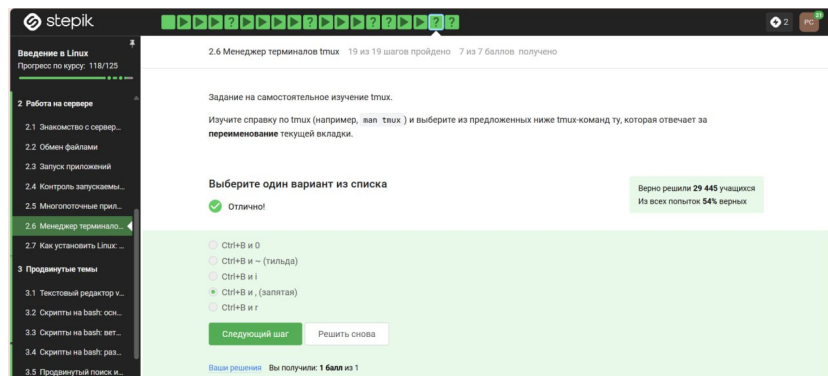 stepik
2
РС
21
Введение в Linux
Прогресс по курсу: 118/125
2 Работа на сервере
2.1 Знакомство с сервер...
2.2 Обмен файлами
2.3 Запуск приложений
2.4 Контроль запускаемы...
2.5 Многопоточные прил...
2.6 Менеджер терминало...
2.7 Как установить Linux: ...
3 Продвинутые темы
3.1 Текстовый редактор v...
3.2 Скрипты на bash: осн...
3.3 Скрипты на bash: вет...
3.4 Скрипты на bash: раз...
3.5 Продвинутый поиск и...
2.6 Менеджер терминалов tmux 19 из 19 шагов пройдено 7 из 7 баллов получено
Задание на самостоятельное изучение tmux.
Изучите справку по tmux (например, man tmux ) и выберите из предложенных ниже tmux-команд ту, которая отвечает за
переименование текущей вкладки.
Выберите один вариант из списка
Отлично!
Верно решили 29 445 учащихся
Из всех попыток 54% верных
Ctrl+B и 0
Ctrl+B и ~ (тильда)
Ctrl+B и i
Ctrl+B и , (запятая)
Ctrl+B и r
Следующий шаг
Решить снова
Ваши решения Вы получили: 1 балл из 1